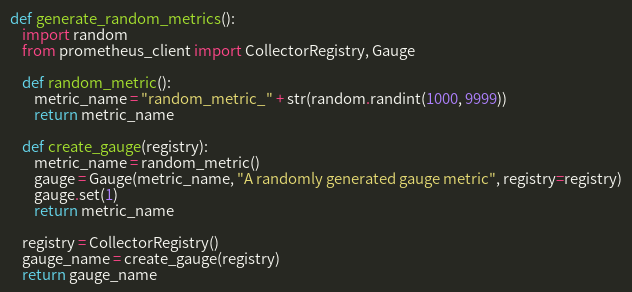 def generate_random_metrics():
    import random
    from prometheus_client import CollectorRegistry, Gauge

    def random_metric():
        metric_name = "random_metric_" + str(random.randint(1000, 9999))
        return metric_name

    def create_gauge(registry):
        metric_name = random_metric()
        gauge = Gauge(metric_name, "A randomly generated gauge metric", registry=registry)
        gauge.set(1)
        return metric_name

    registry = CollectorRegistry()
    gauge_name = create_gauge(registry)
    return gauge_name